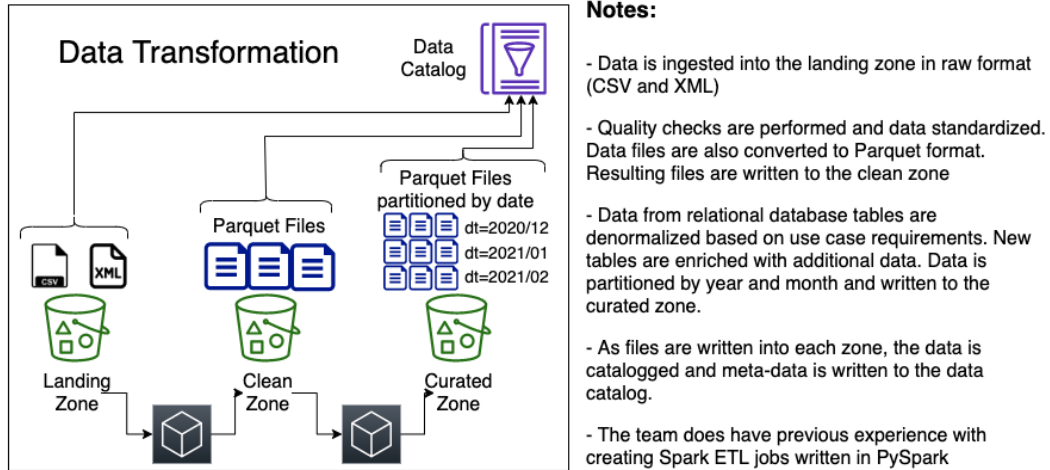 Data Transformation
Data
Catalog
Parquet Files
partitioned by date
dt=2020/12
dt=2021/01
dt=2021/02
Parquet Files
CSV
XML
Landing
Zone
Clean
Zone
Curated
Zone
Notes:
- Data is ingested into the landing zone in raw format
(CSV and XML)
- Quality checks are performed and data standardized.
Data files are also converted to Parquet format.
Resulting files are written to the clean zone
- Data from relational database tables are
denormalized based on use case requirements. New
tables are enriched with additional data. Data is
partitioned by year and month and written to the
curated zone.
- As files are written into each zone, the data is
catalogged and meta-data is written to the data
catalog.
- The team does have previous experience with
creating Spark ETL jobs written in PySpark